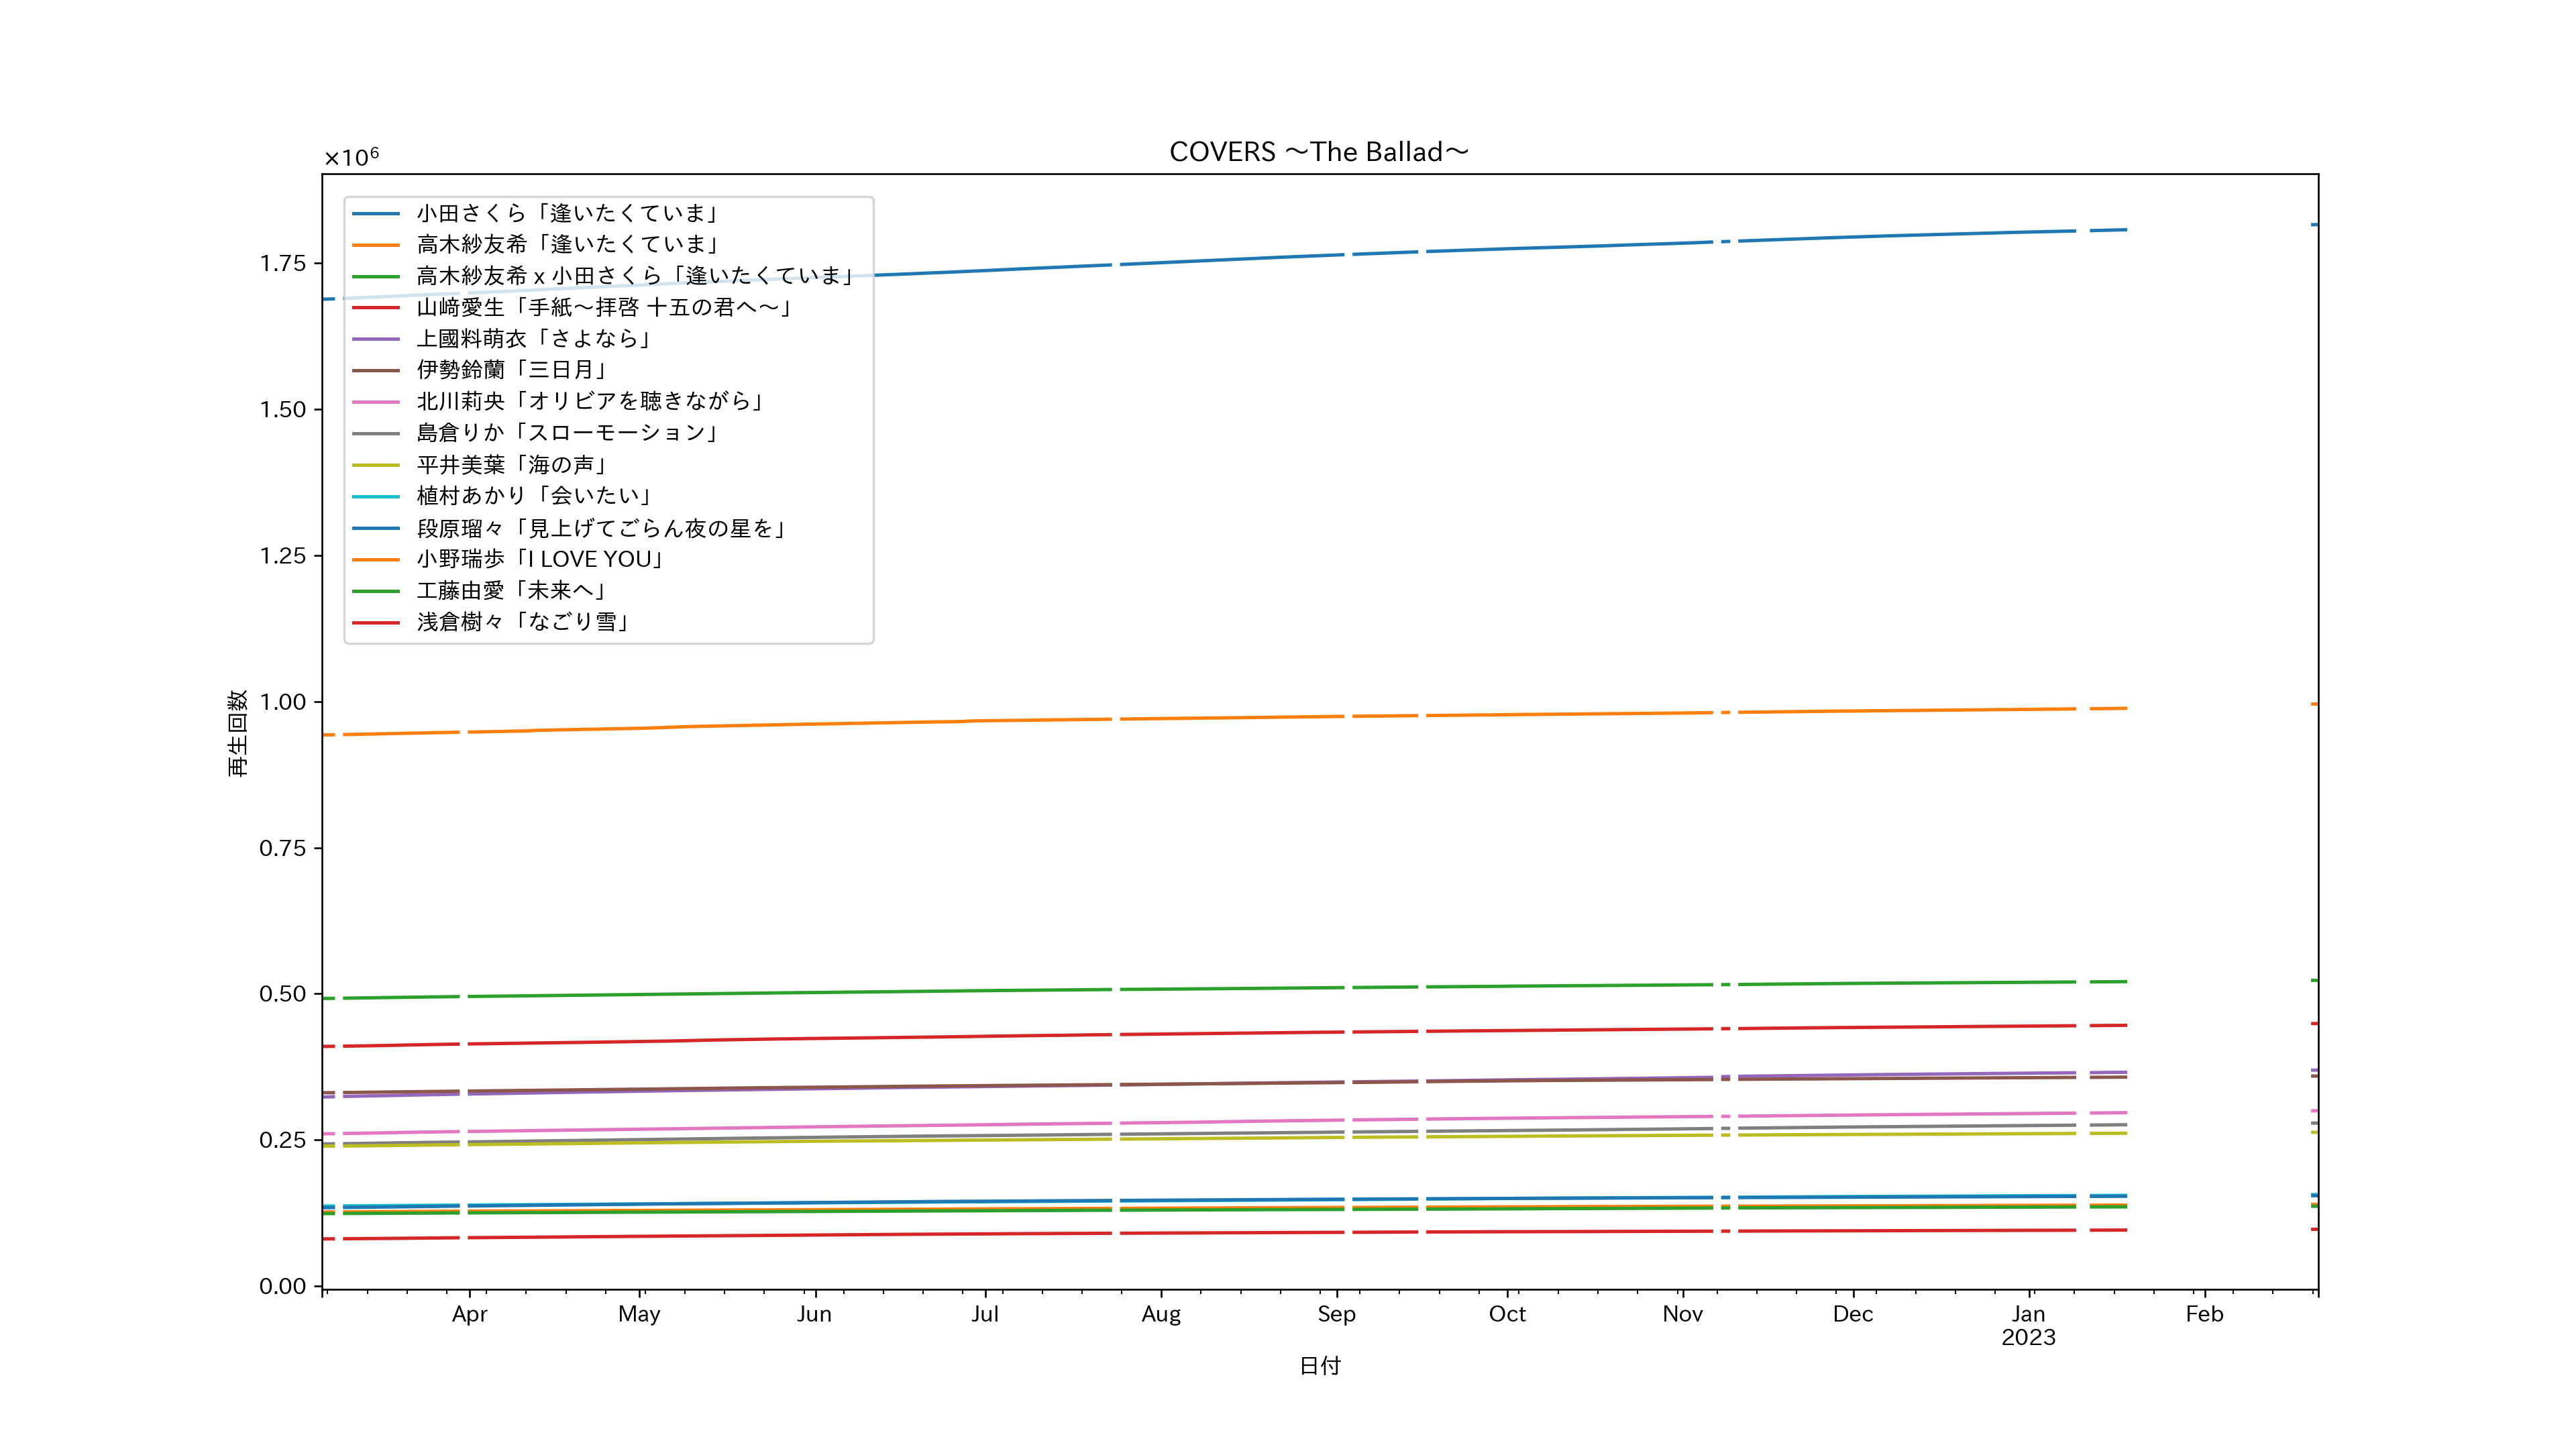 COVERS ～The Ballad～
×10⁶
小田さくら「逢いたくていま」
高木紗友希「逢いたくていま」
高木紗友希 x 小田さくら「逢いたくていま」
山﨑愛生「手紙～拝啓 十五の君へ～」
上國料萌衣「さよなら」
伊勢鈴蘭「三日月」
北川莉央「オリビアを聴きながら」
島倉りか「スローモーション」
平井美葉「海の声」
植村あかり「会いたい」
段原瑠々「見上げてごらん夜の星を」
小野瑞歩「I LOVE YOU」
工藤由愛「未来へ」
浅倉樹々「なごり雪」
1.75
1.50
1.25
1.00
0.75
0.50
0.25
0.00
再生回数
Apr May Jun Jul Aug Sep Oct Nov Dec Jan Feb
2023
日付